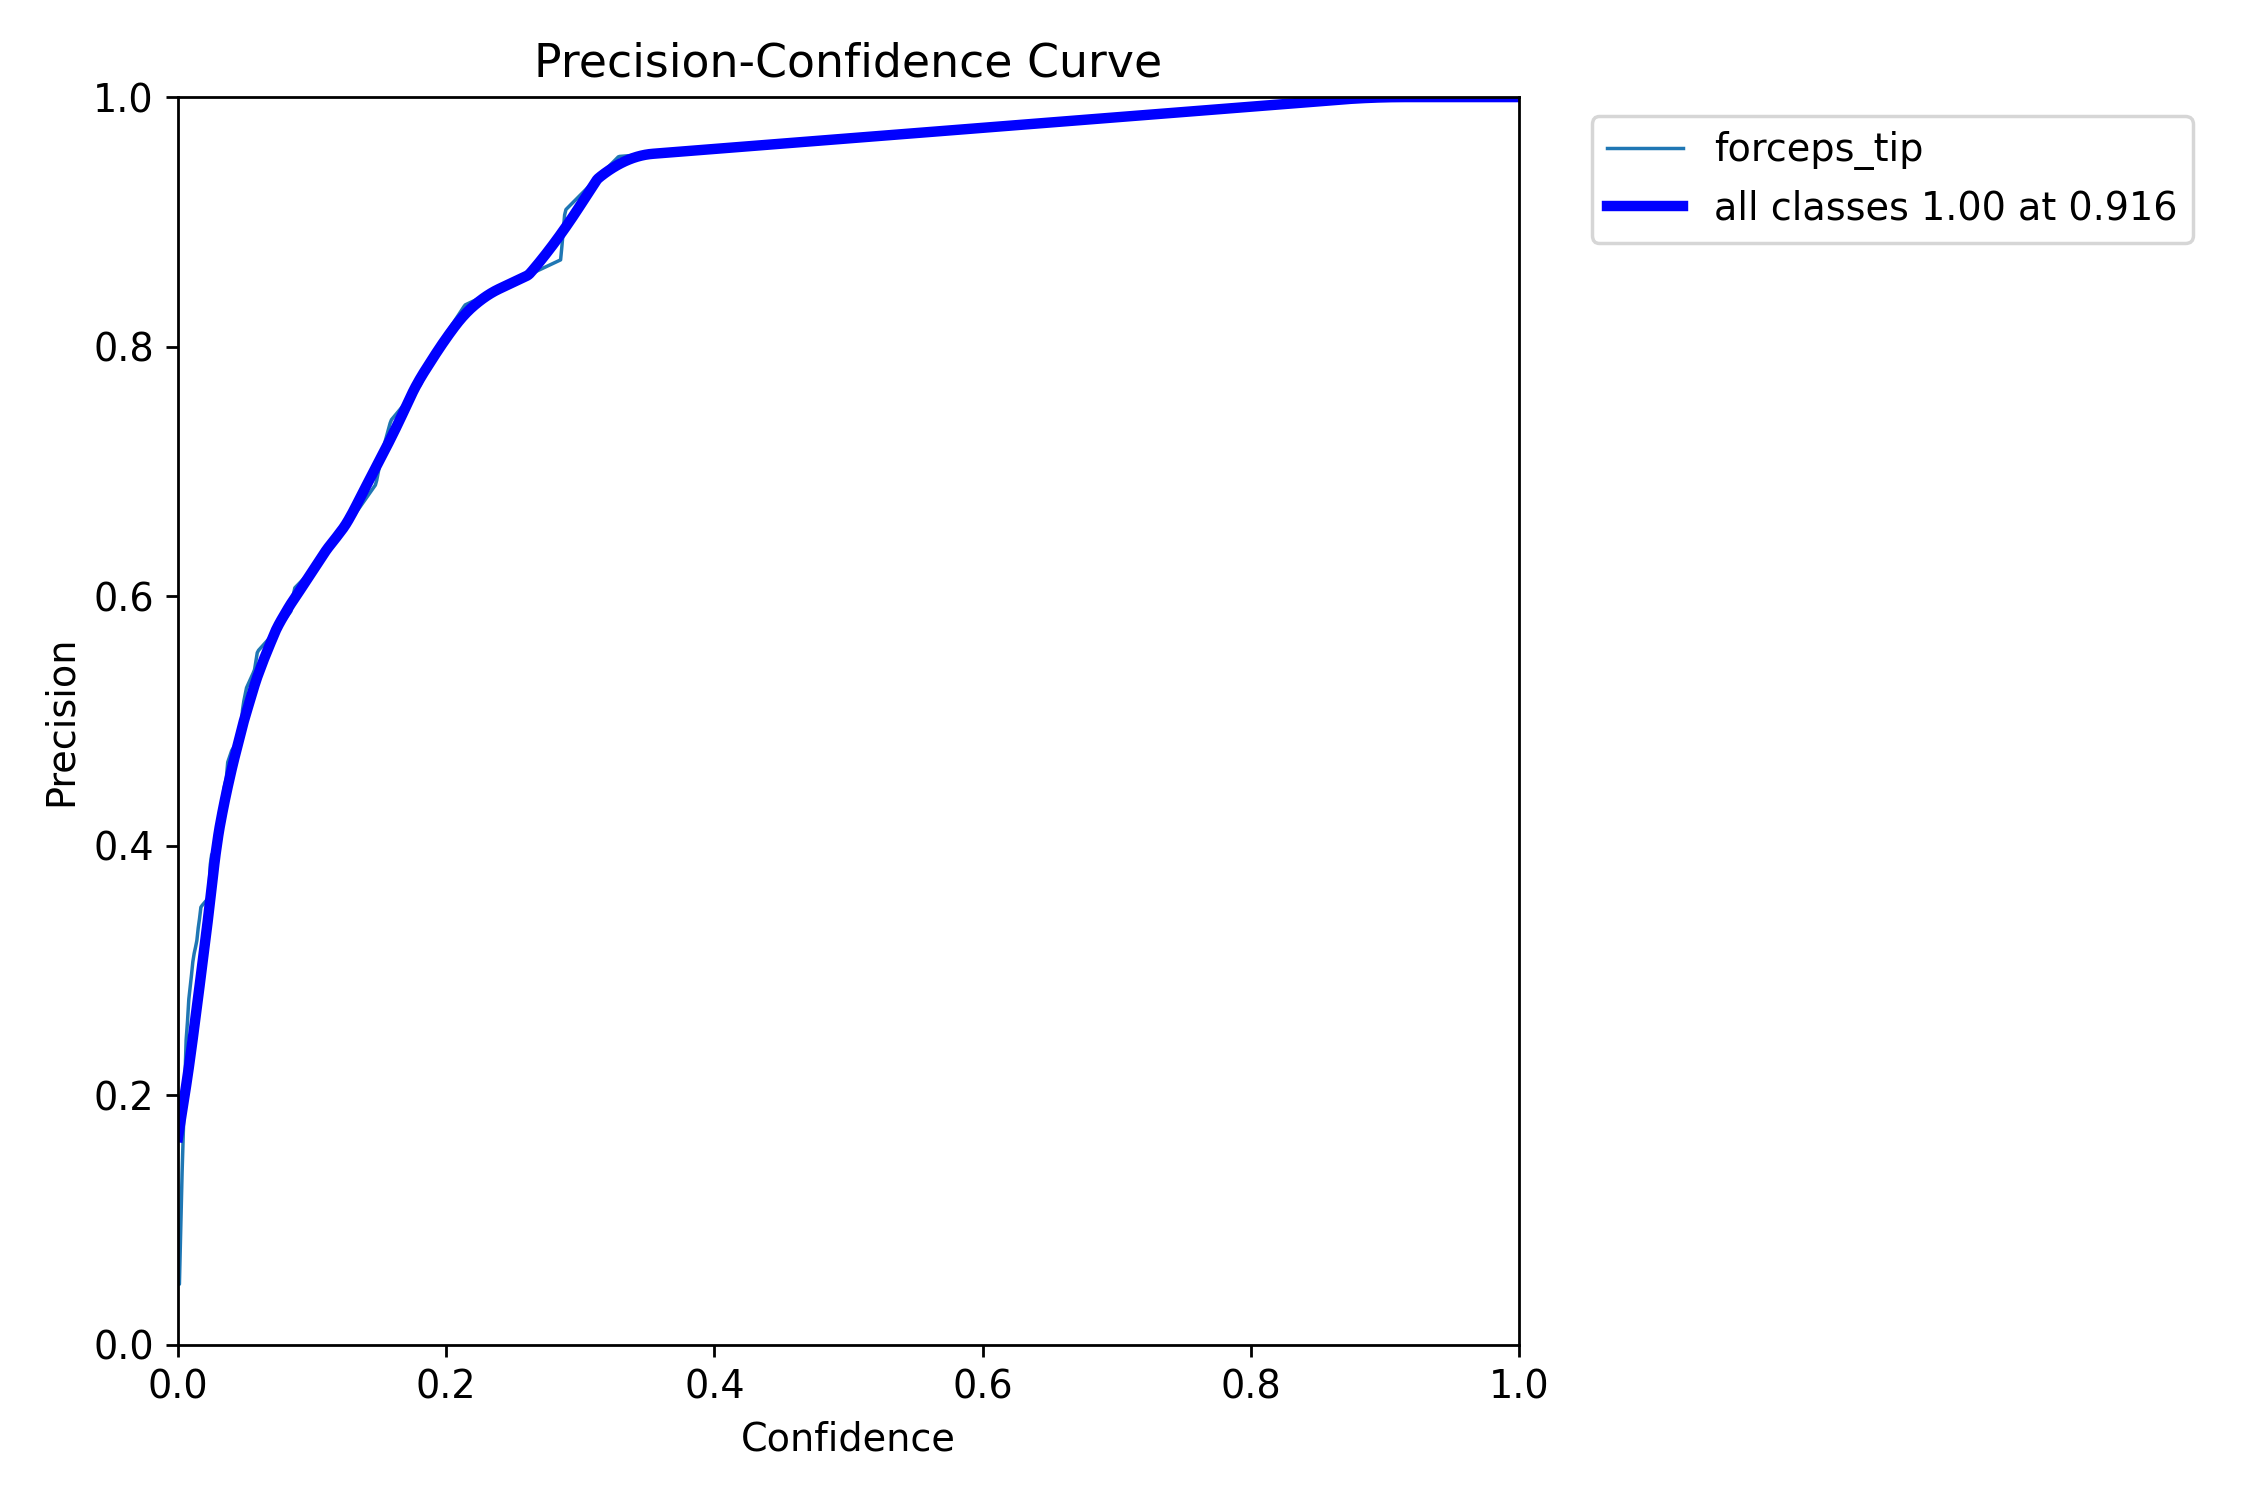 Precision-Confidence Curve
1.0
0.8
0.6
0.4
0.2
0.0
Precision
0.0 0.2 0.4 0.6 0.8 1.0
Confidence
forceps_tip
all classes 1.00 at 0.916